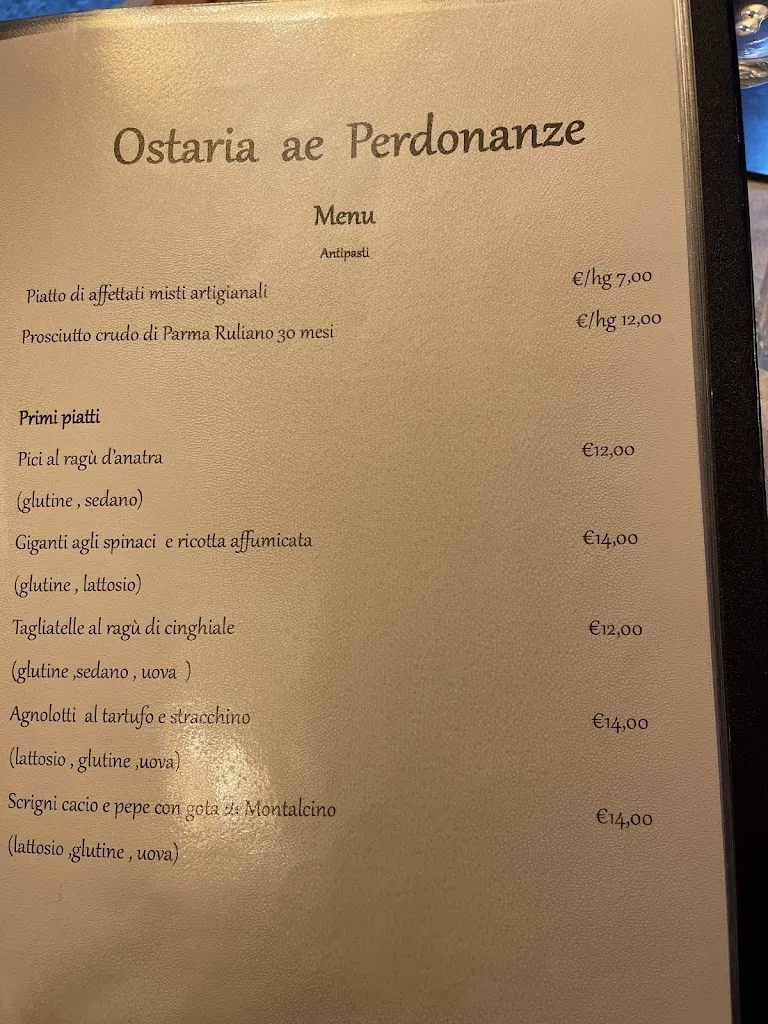 Ostaria ae Perdonanze
Menu
Antipasti
Piatto di affettati misti artigianali €/hg 7,00
Prosciutto crudo di Parma Ruliano 30 mesi €/hg 12,00
Primi piatti
Pici al ragù d'anatra €12,00
(glutine , sedano)
Giganti agli spinaci e ricotta affumicata €14,00
(glutine , lattosio)
Tagliatelle al ragù di cinghiale €12,00
(glutine ,sedano , uova )
Agnolotti al tartufo e stracchino €14,00
(lattosio , glutine ,uova)
Scrigni cacio e pepe con gota di Montalcino €14,00
(lattosio ,glutine , uova)